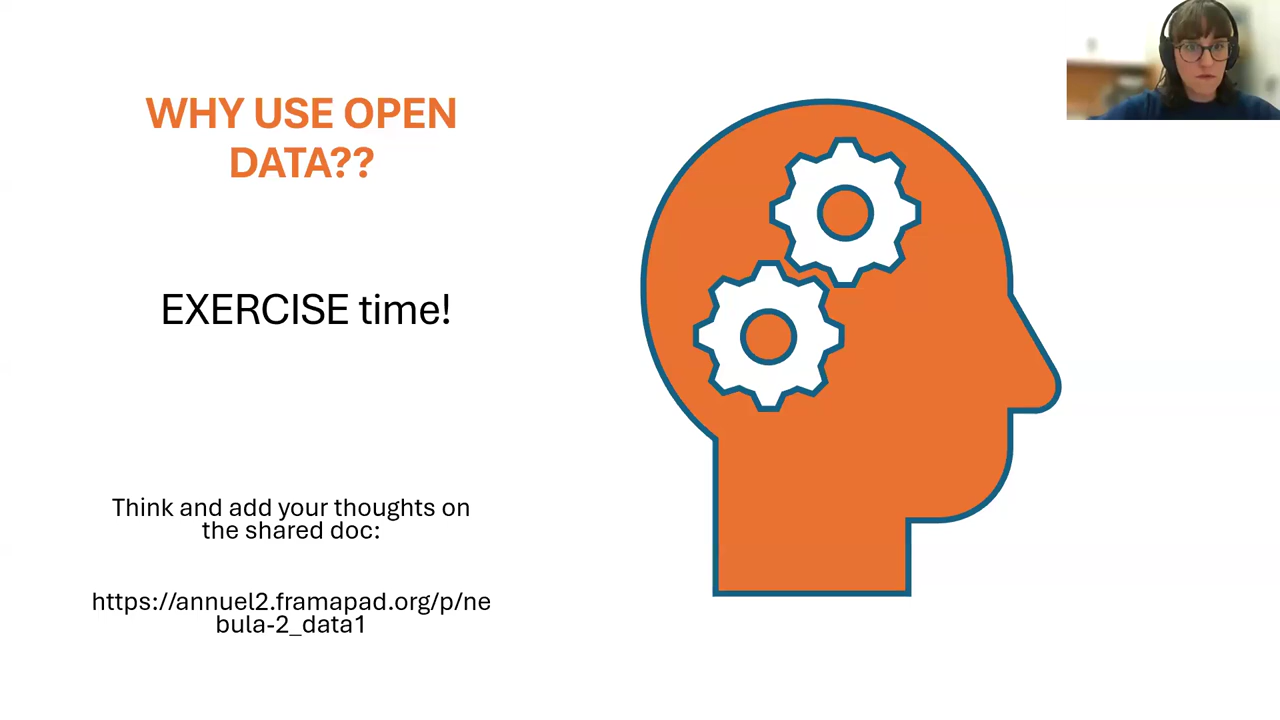 WHY USE OPEN
DATA??
EXERCISE time!
Think and add your thoughts on
the shared doc:
https://annuel2.framapad.org/p/ne
bula-2_data1